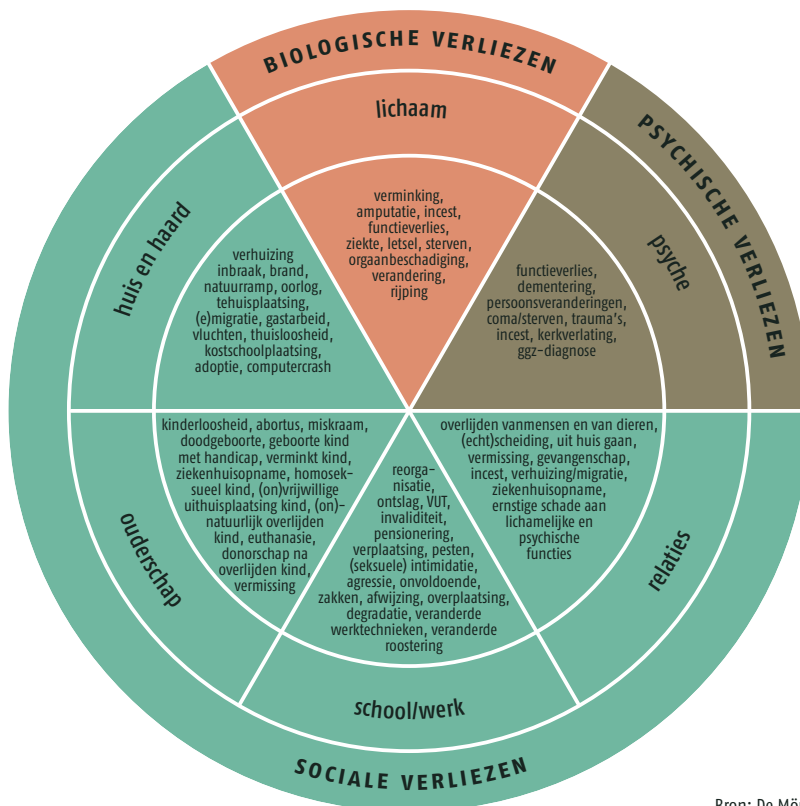 BIOLOGISCHE VERLIEZEN
lichaam
verminking,
amputatie, incest,
functieverlies,
ziekte, letsel, sterven,
orgaanbeschadiging,
verandering,
rijping
PSYCHISCHE VERLIEZEN
psyche
functieverlies,
dementering,
persoonsveranderingen,
coma/sterven, trauma's,
incest, kerkverlating,
ggz-diagnose
huis en haard
verhuizing
inbraak, brand,
natuurramp, oorlog,
tehuisplaatsing,
(e)migratie, gastarbeid,
vluchten, thuisloosheid,
kostschoolplaatsing,
adoptie, computercrash
ouderschap
kinderloosheid, abortus, miskraam,
doodgeboorte, geboorte kind
met handicap, verminkt kind,
ziekenhuisopname, homosek-
sueel kind, (on)vrijwillige
uithuisplaatsing kind, (on)-
natuurlijk overlijden
kind, euthanasie,
donorschap na
overlijden kind,
vermissing
school/werk
reorga-
nisatie,
ontslag, VUT,
invaliditeit,
pensionering,
verplaatsing, pesten,
(seksuele) intimidatie,
agressie, onvoldoende,
zakken, afwijzing, overplaatsing,
degradatie, veranderde
werktechnieken, veranderde
roostering
relaties
overlijden vanmensen en van dieren,
(echt)scheiding, uit huis gaan,
vermissing, gevangenschap,
incest, verhuizing/migratie,
ziekenhuisopname,
ernstige schade aan
lichamelijke en
psychische
functies
SOCIALE VERLIEZEN
Bron: De